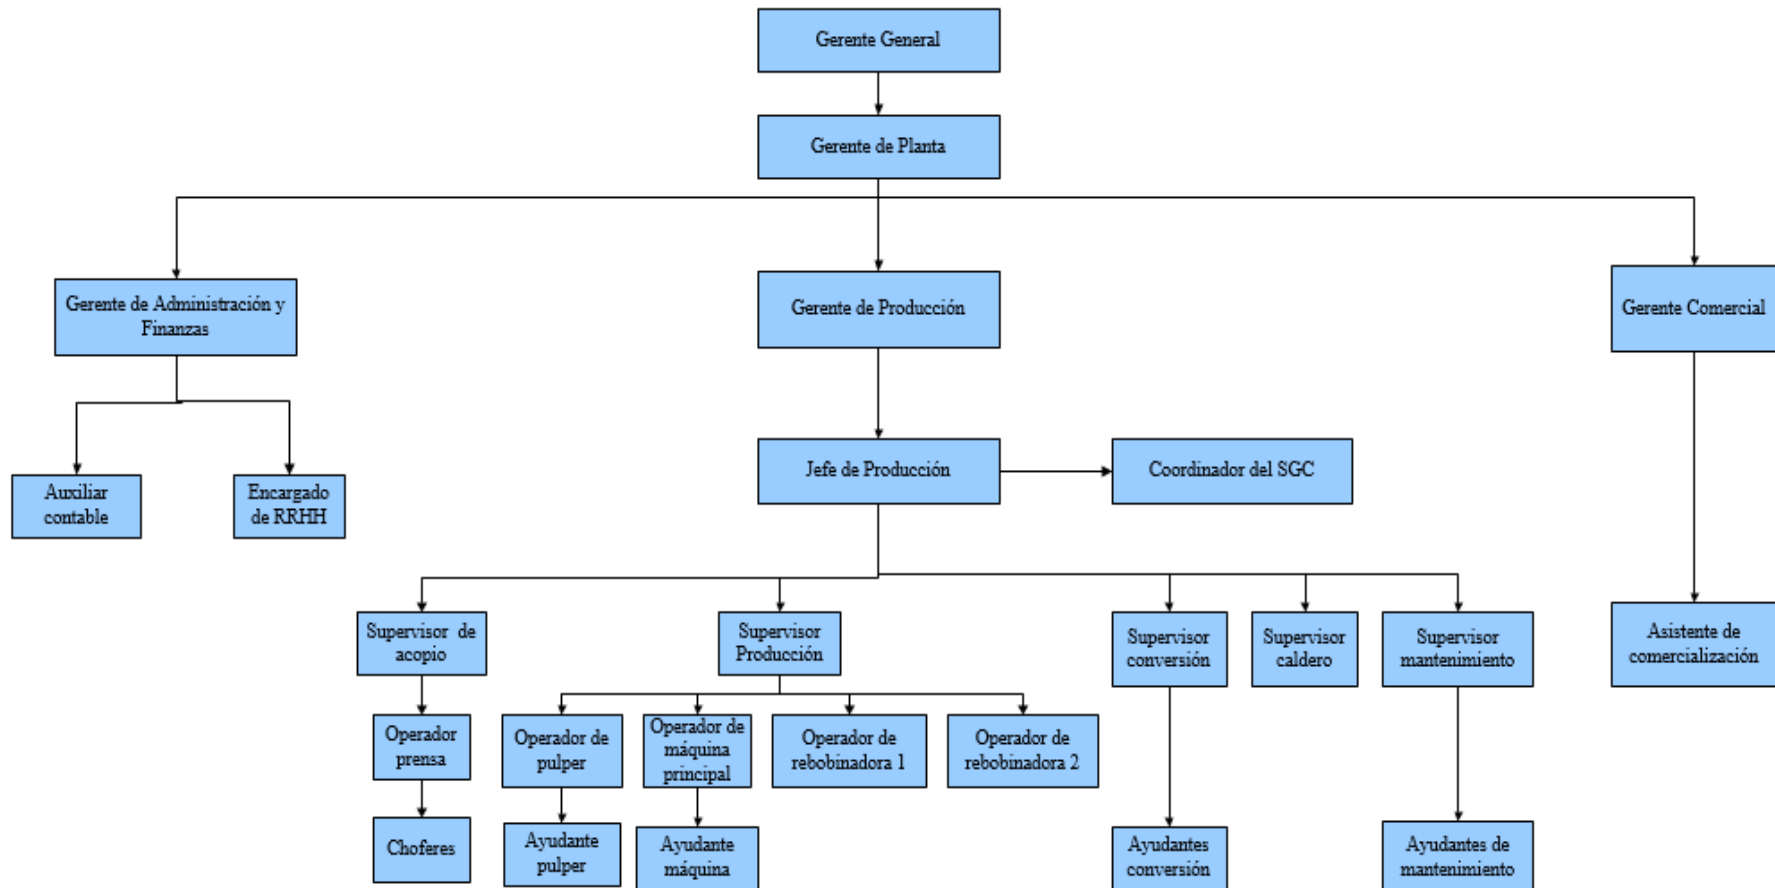 Gerente General
Gerente de Planta
Gerente de Administración y
Finanzas
Gerente de Producción
Gerente Comercial
Jefe de Producción
Coordinador del SGC
Auxiliar
contable
Encargado
de RRHH
Supervisor de
acopio
Supervisor
Producción
Supervisor
conversión
Supervisor
caldero
Supervisor
mantenimiento
Asistente de
comercialización
Operador
prensa
Operador de
pulper
Operador de
máquina
principal
Operador de
rebobinadora 1
Operador de
rebobinadora 2
Choferes
Ayudante
pulper
Ayudante
máquina
Ayudantes
conversión
Ayudantes de
mantenimiento